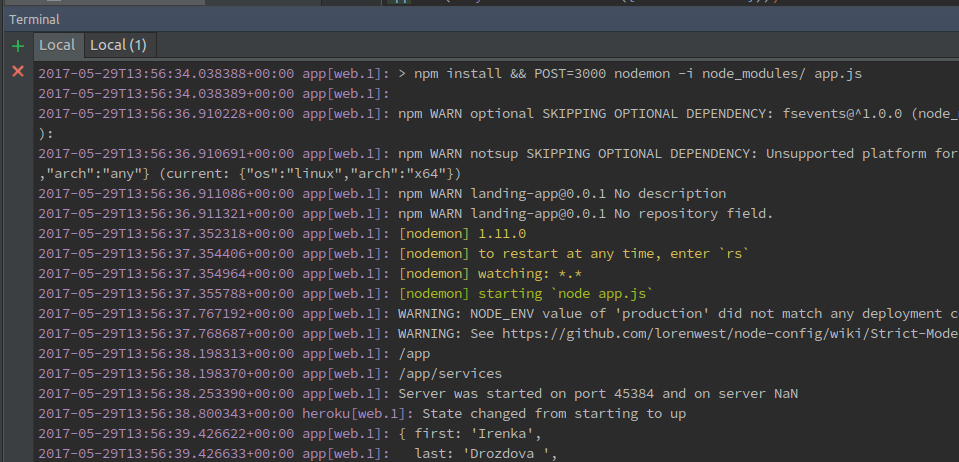 Terminal
Local Local (1)
2017-05-29T13:56:34.038388+00:00 app[web.1]: > npm install && POST=3000 nodemon -i node_modules/ app.js
2017-05-29T13:56:34.038389+00:00 app[web.1]:
2017-05-29T13:56:36.910228+00:00 app[web.1]: npm WARN optional SKIPPING OPTIONAL DEPENDENCY: fsevents@^1.0.0 (node_
):
2017-05-29T13:56:36.910691+00:00 app[web.1]: npm WARN notsup SKIPPING OPTIONAL DEPENDENCY: Unsupported platform for
,"arch":"any"} (current: {"os":"linux","arch":"x64"})
2017-05-29T13:56:36.911086+00:00 app[web.1]: npm WARN landing-app@0.0.1 No description
2017-05-29T13:56:36.911321+00:00 app[web.1]: npm WARN landing-app@0.0.1 No repository field.
2017-05-29T13:56:37.352318+00:00 app[web.1]: [nodemon] 1.11.0
2017-05-29T13:56:37.354406+00:00 app[web.1]: [nodemon] to restart at any time, enter `rs`
2017-05-29T13:56:37.354964+00:00 app[web.1]: [nodemon] watching: *.*
2017-05-29T13:56:37.355788+00:00 app[web.1]: [nodemon] starting `node app.js`
2017-05-29T13:56:37.767192+00:00 app[web.1]: WARNING: NODE_ENV value of 'production' did not match any deployment c
2017-05-29T13:56:37.768687+00:00 app[web.1]: WARNING: See https://github.com/lorenwest/node-config/wiki/Strict-Mode
2017-05-29T13:56:38.198313+00:00 app[web.1]: /app
2017-05-29T13:56:38.198370+00:00 app[web.1]: /app/services
2017-05-29T13:56:38.253390+00:00 app[web.1]: Server was started on port 45384 and on server NaN
2017-05-29T13:56:38.800343+00:00 heroku[web.1]: State changed from starting to up
2017-05-29T13:56:39.426622+00:00 app[web.1]: { first: 'Irenka',
2017-05-29T13:56:39.426633+00:00 app[web.1]:   last: 'Drozdova ',